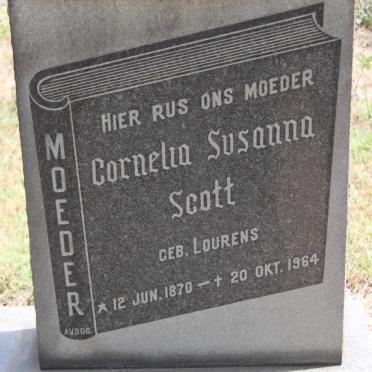 MOEDER
HIER RUS ONS MOEDER
Cornelia Susanna
Scott
GEB. LOURENS
* 12 JUN. 1870 — † 20 OKT. 1964